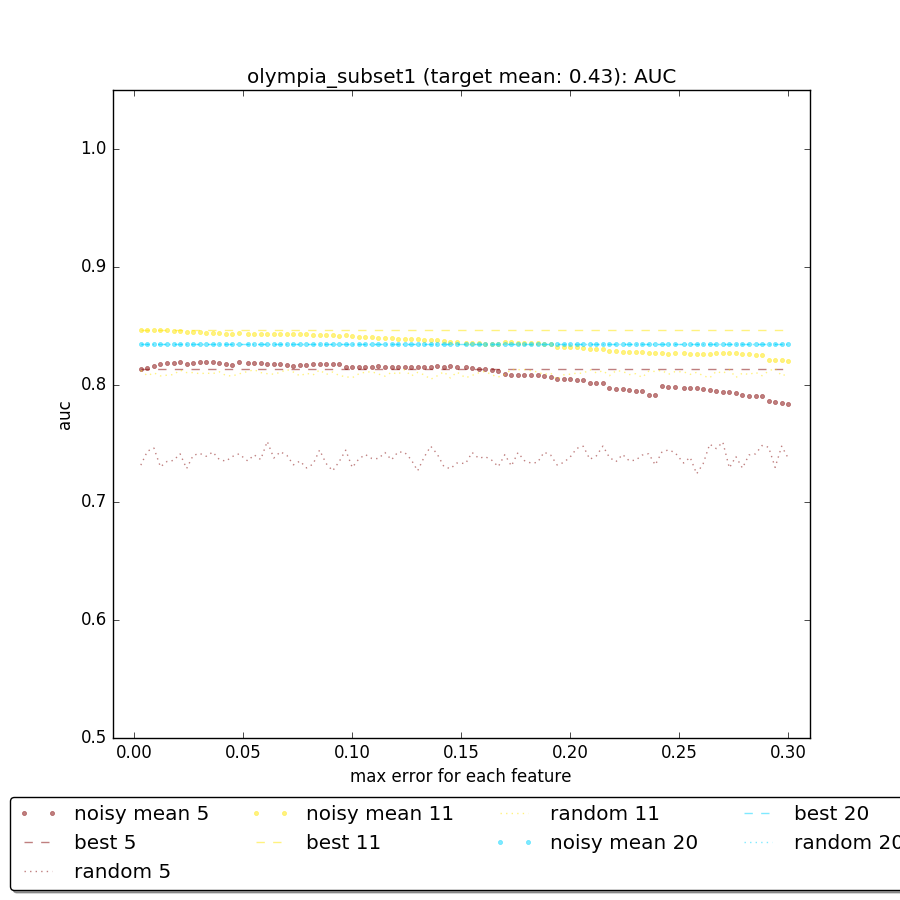 olympia_subset1 (target mean: 0.43): AUC
1.0
0.9
0.8
0.7
0.6
0.5
auc
0.00 0.05 0.10 0.15 0.20 0.25 0.30
max error for each feature
noisy mean 5 noisy mean 11 random 11 best 20
best 5 best 11 noisy mean 20 random 20
random 5